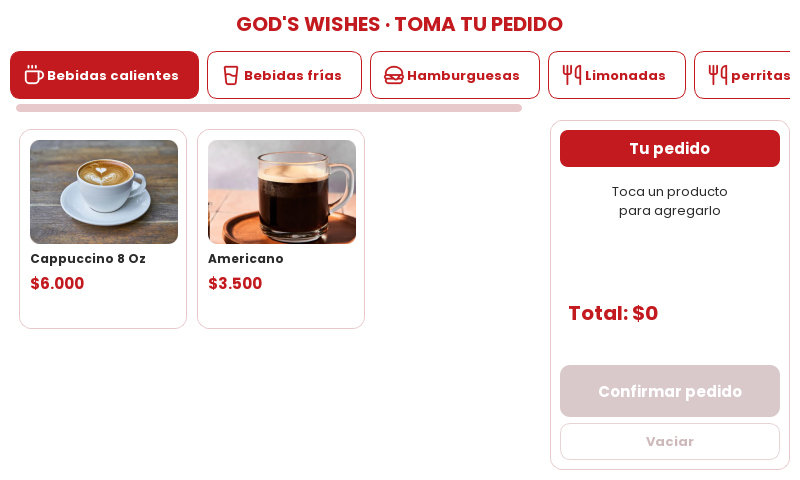 GOD'S WISHES · TOMA TU PEDIDO
Bebidas calientes
Bebidas frías
Hamburguesas
Limonadas
perritas
Cappuccino 8 Oz
$6.000
Americano
$3.500
Tu pedido
Toca un producto
para agregarlo
Total: $0
Confirmar pedido
Vaciar